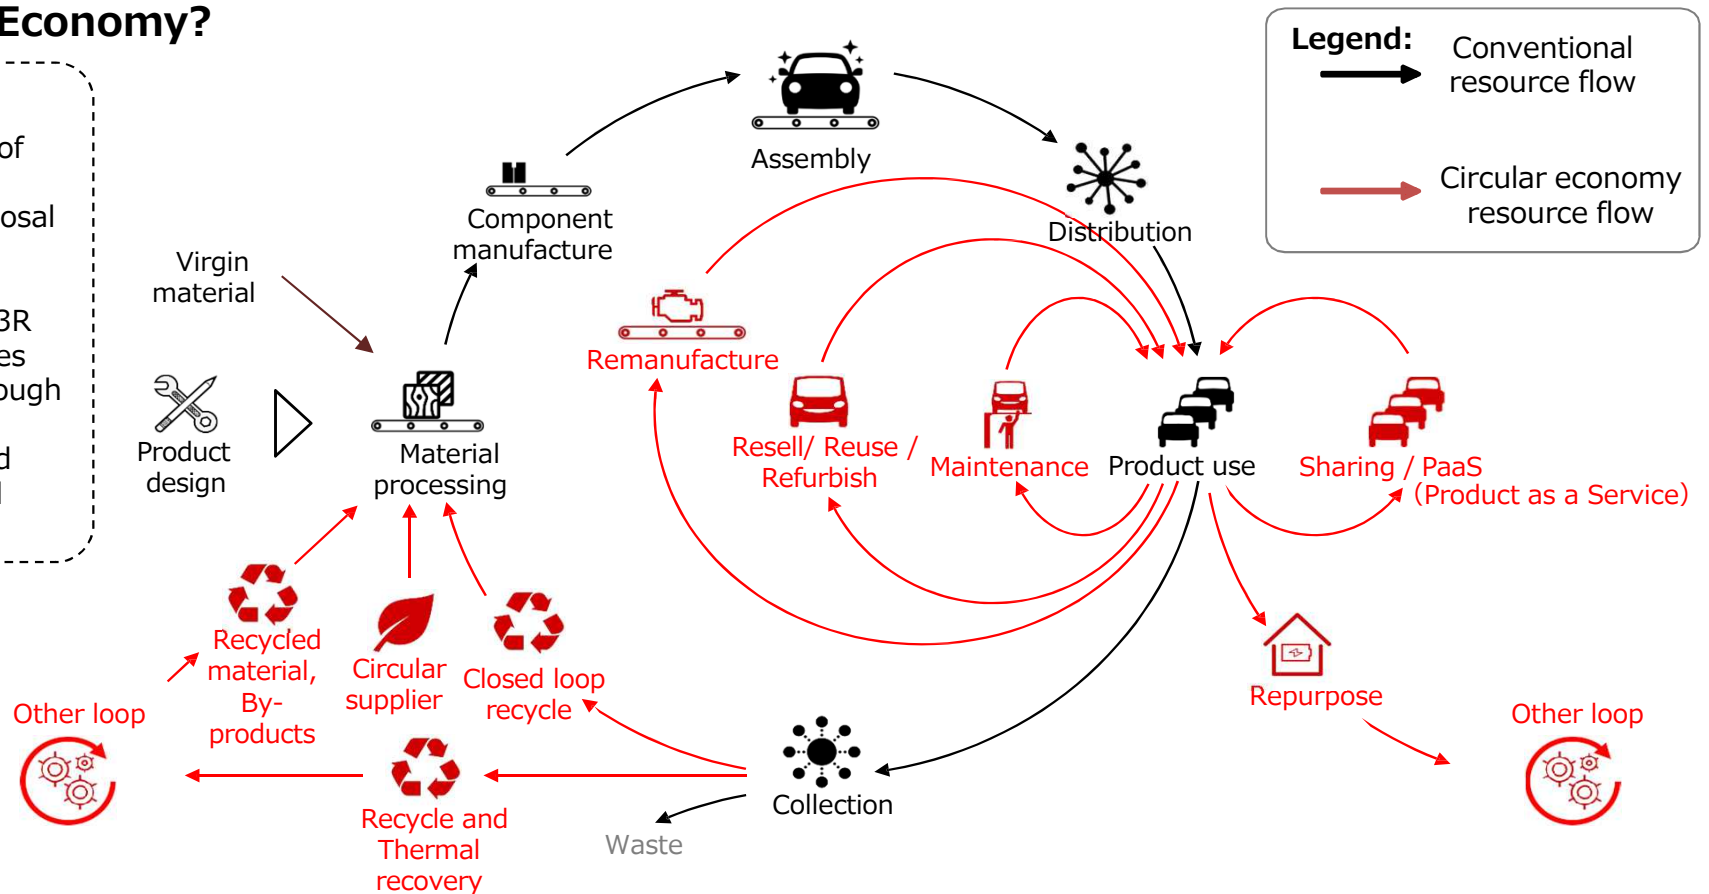 Economy?
of
osal
3R
es
ough
d
Legend:
Conventional
resource flow
Circular economy
resource flow
Assembly
Component
manufacture
Distribution
Virgin
material
Remanufacture
Product
design
Material
processing
Resell/ Reuse /
Refurbish
Maintenance
Product use
Sharing / PaaS
（Product as a Service）
Recycled
material,
By-
products
Circular
supplier
Closed loop
recycle
Repurpose
Other loop
Other loop
Collection
Recycle and
Thermal
recovery
Waste